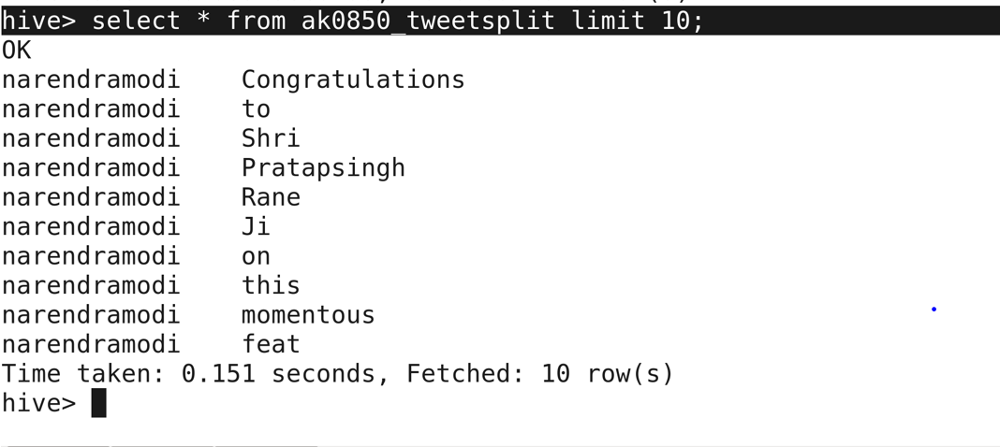 hive> select * from ak0850_tweetsplit limit 10;
OK
narendramodi    Congratulations
narendramodi    to
narendramodi    Shri
narendramodi    Pratapsingh
narendramodi    Rane
narendramodi    Ji
narendramodi    on
narendramodi    this
narendramodi    momentous
narendramodi    feat
Time taken: 0.151 seconds, Fetched: 10 row(s)
hive>